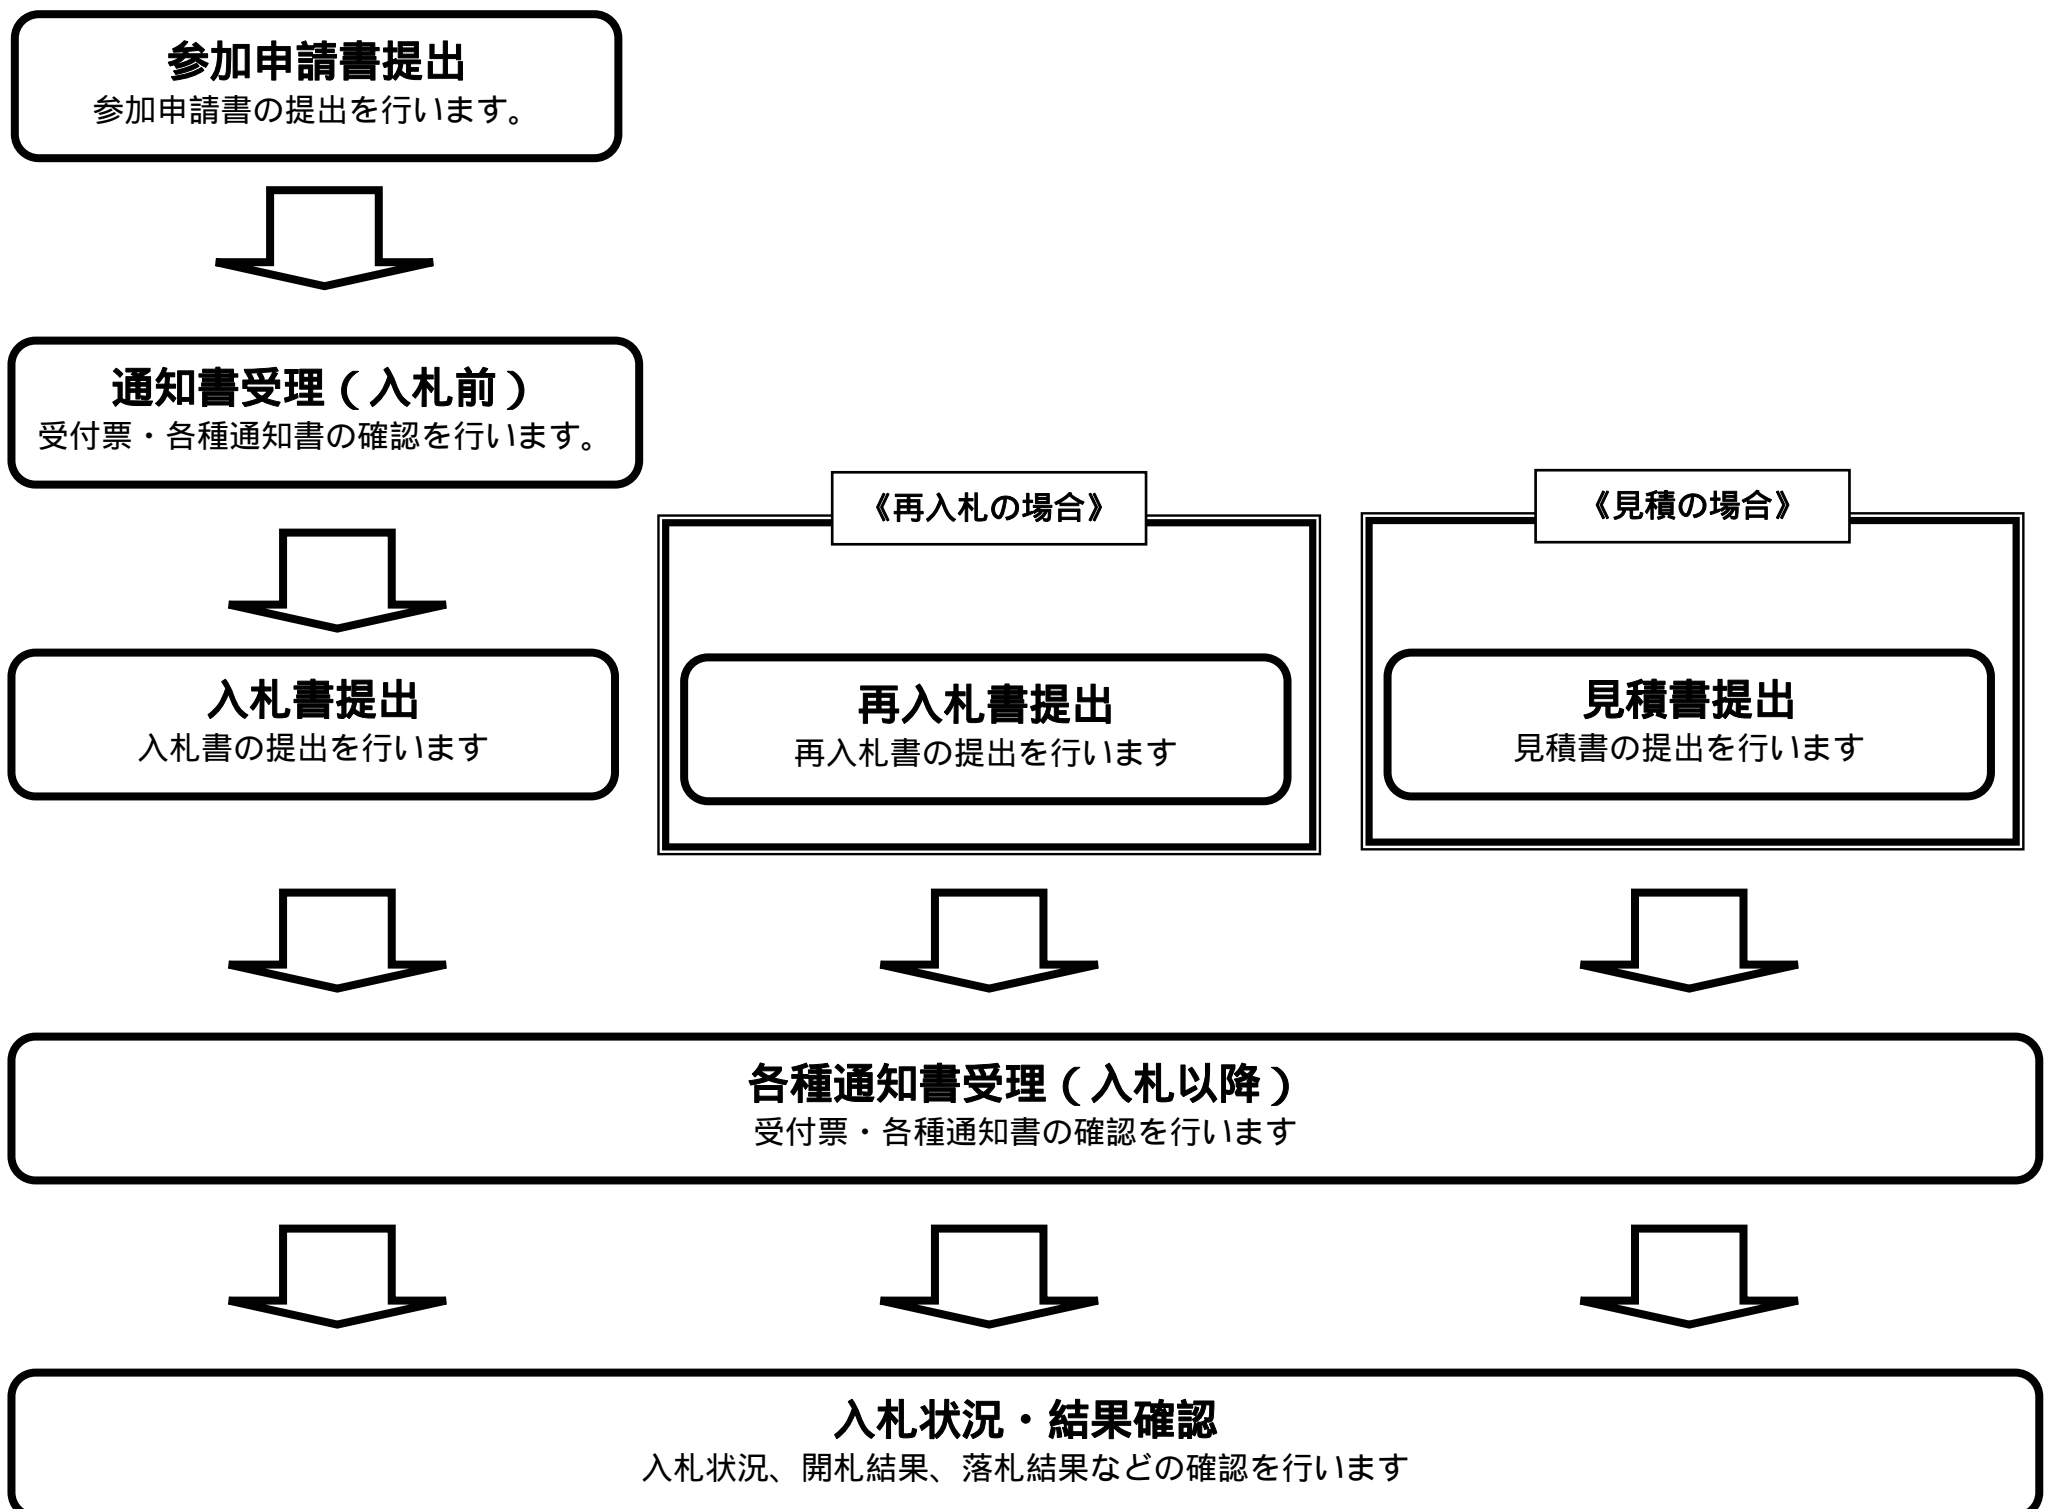 参加申請書提出
参加申請書の提出を行います。
通知書受理（入札前）
受付票・各種通知書の確認を行います。
入札書提出
入札書の提出を行います
《再入札の場合》
再入札書提出
再入札書の提出を行います
《見積の場合》
見積書提出
見積書の提出を行います
各種通知書受理（入札以降）
受付票・各種通知書の確認を行います
入札状況・結果確認
入札状況、開札結果、落札結果などの確認を行います